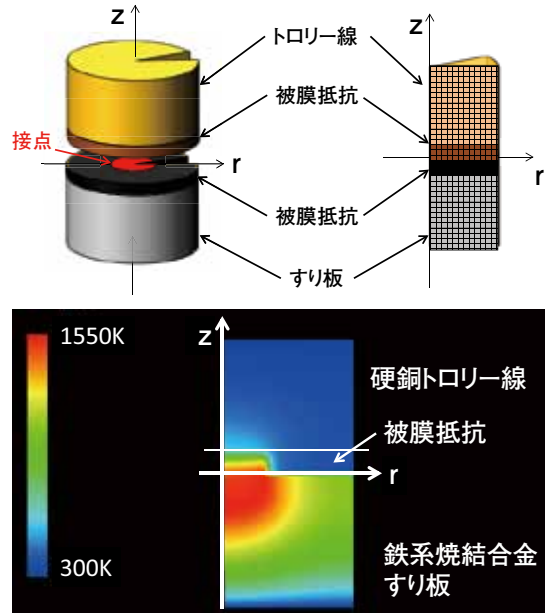 z
トロリー線
被膜抵抗
接点
r
被膜抵抗
すり板
z
r
1550K
300K
z
硬銅トロリー線
被膜抵抗
r
鉄系焼結合金
すり板